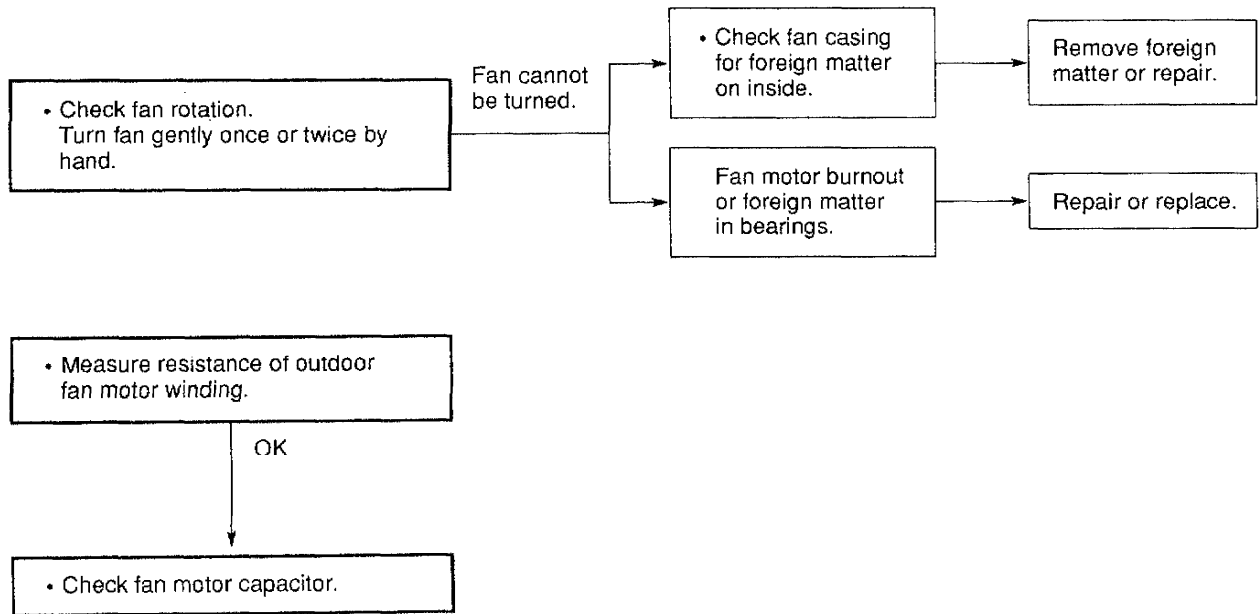 • Check fan rotation.
Turn fan gently once or twice by
hand.
Fan cannot
be turned.
• Check fan casing
for foreign matter
on inside.
Remove foreign
matter or repair.
Fan motor burnout
or foreign matter
in bearings.
Repair or replace.
• Measure resistance of outdoor
fan motor winding.
OK
• Check fan motor capacitor.